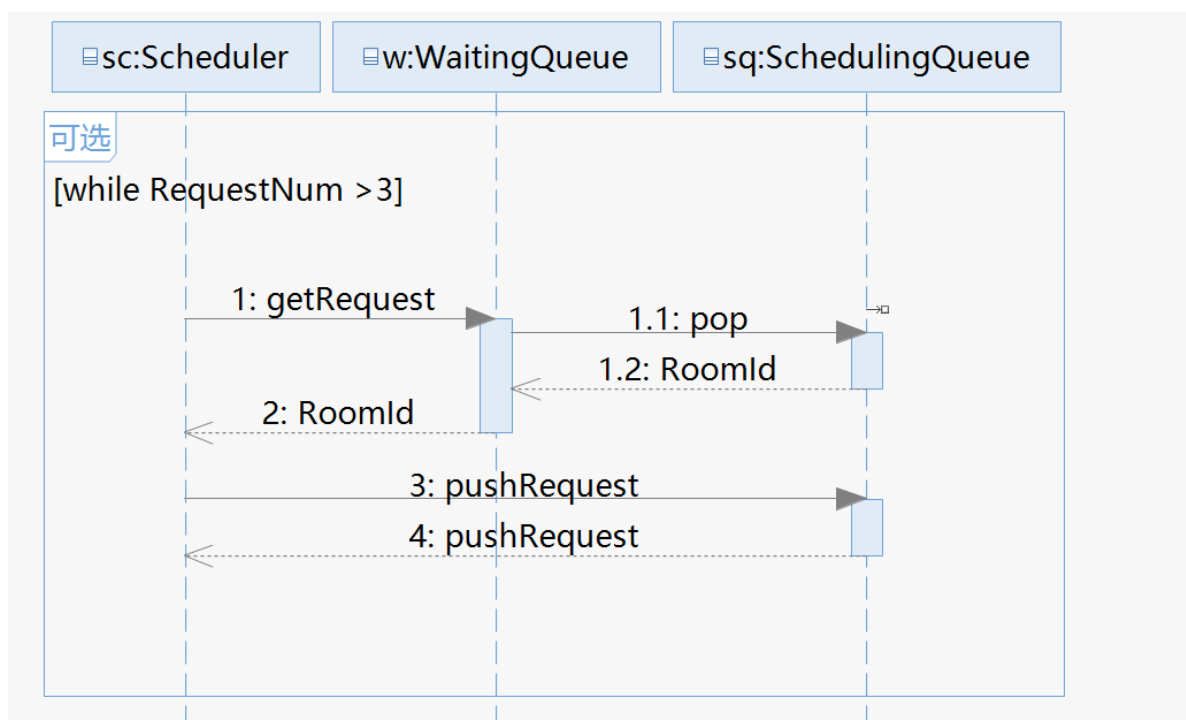 sc:Scheduler
w:WaitingQueue
sq:SchedulingQueue
可选
[while RequestNum >3]
1: getRequest
1.1: pop
1.2: RoomId
2: RoomId
3: pushRequest
4: pushRequest